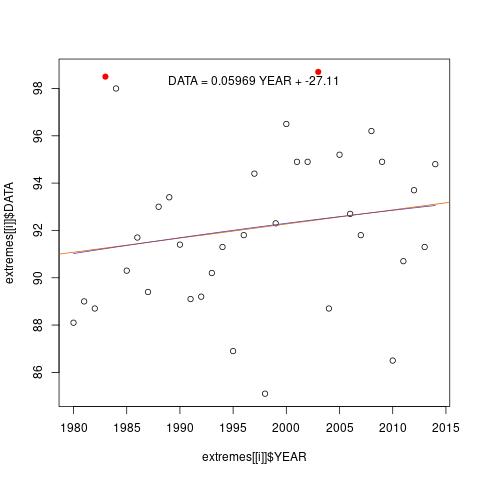 DATA = 0.05969 YEAR + -27.11
98
96
94
92
90
88
86
extremes[[i]]$DATA
1980 1985 1990 1995 2000 2005 2010 2015
extremes[[i]]$YEAR